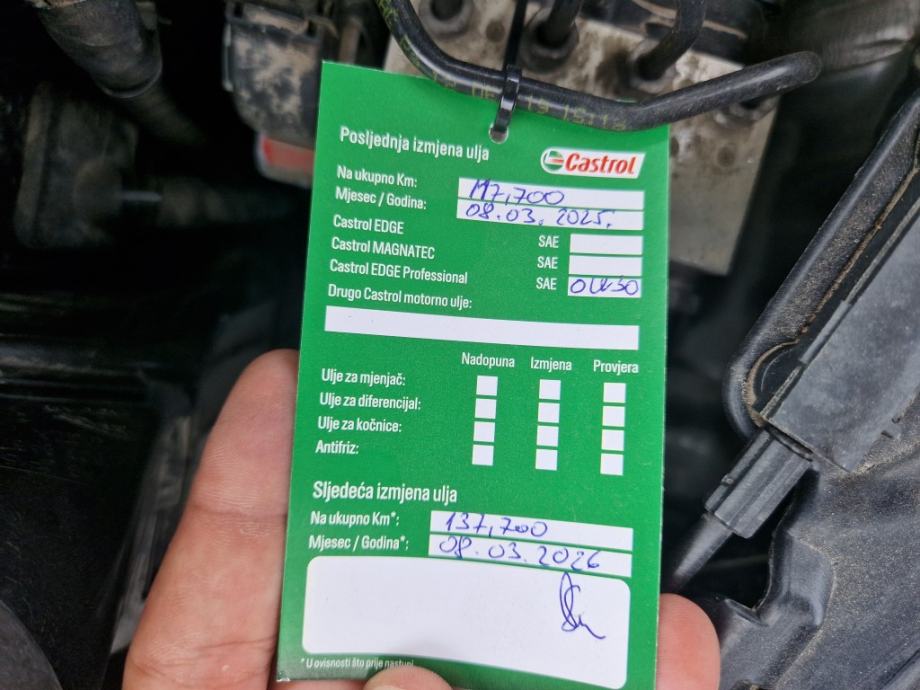 Posljednja izmjena ulja
Castrol
Na ukupno Km: 117,700
Mjesec / Godina: 08.03.2025.
Castrol EDGE SAE
Castrol MAGNATEC SAE
Castrol EDGE Professional SAE 0W30
Drugo Castrol motorno ulje:
Nadopuna Izmjena Provjera
Ulje za mjenjač:
Ulje za diferencijal:
Ulje za kočnice:
Antifriz:
Sljedeća izmjena ulja
Na ukupno Km*: 137,700
Mjesec / Godina*: 08.03.2026
* U ovisnosti što prije nastupi